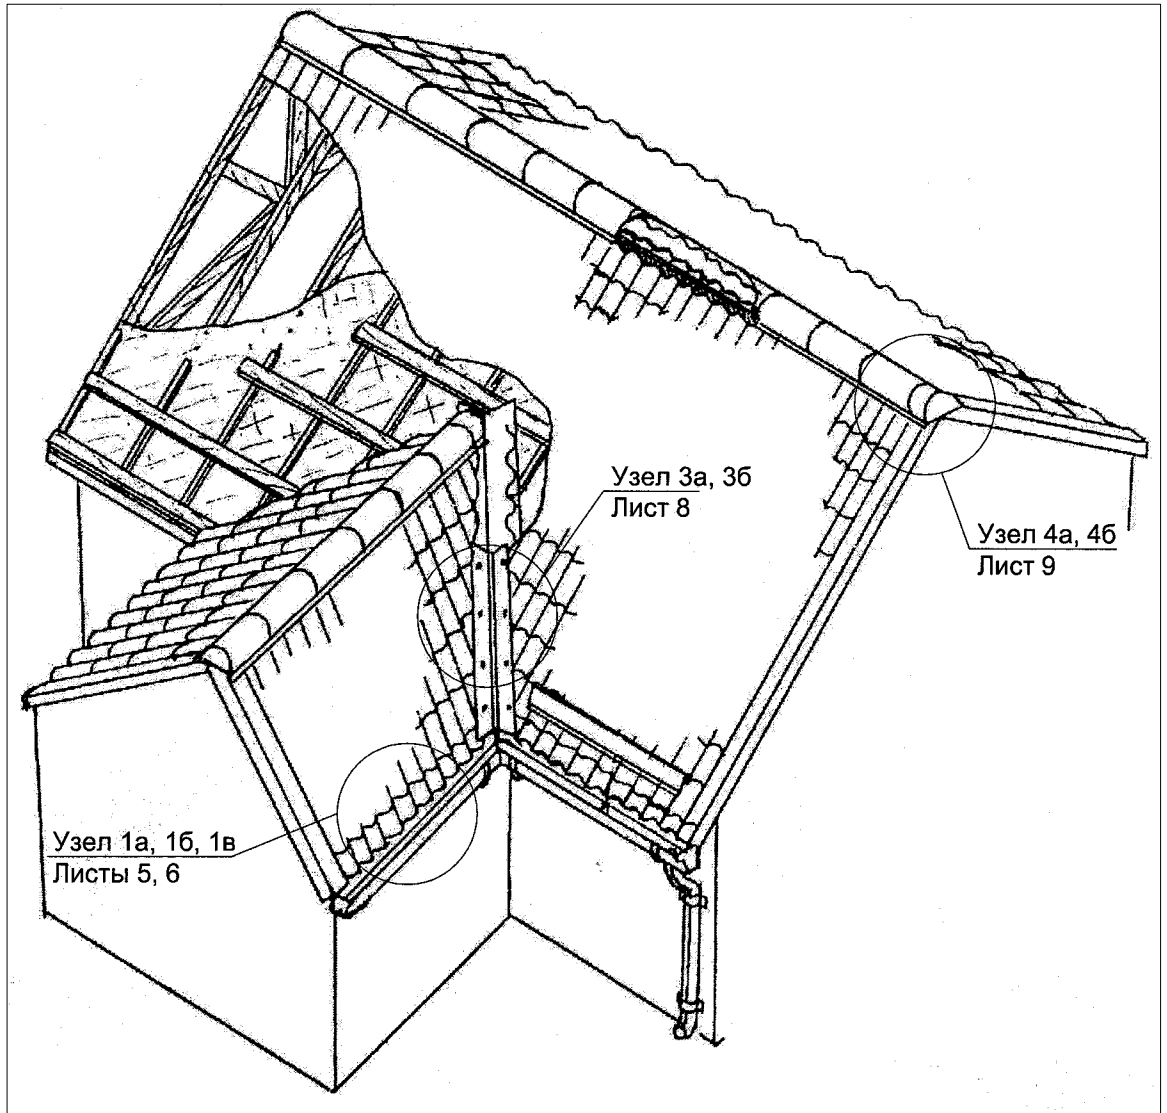 Узел 3а, 3б
Лист 8
Узел 4а, 4б
Лист 9
Узел 1а, 1б, 1в
Листы 5, 6